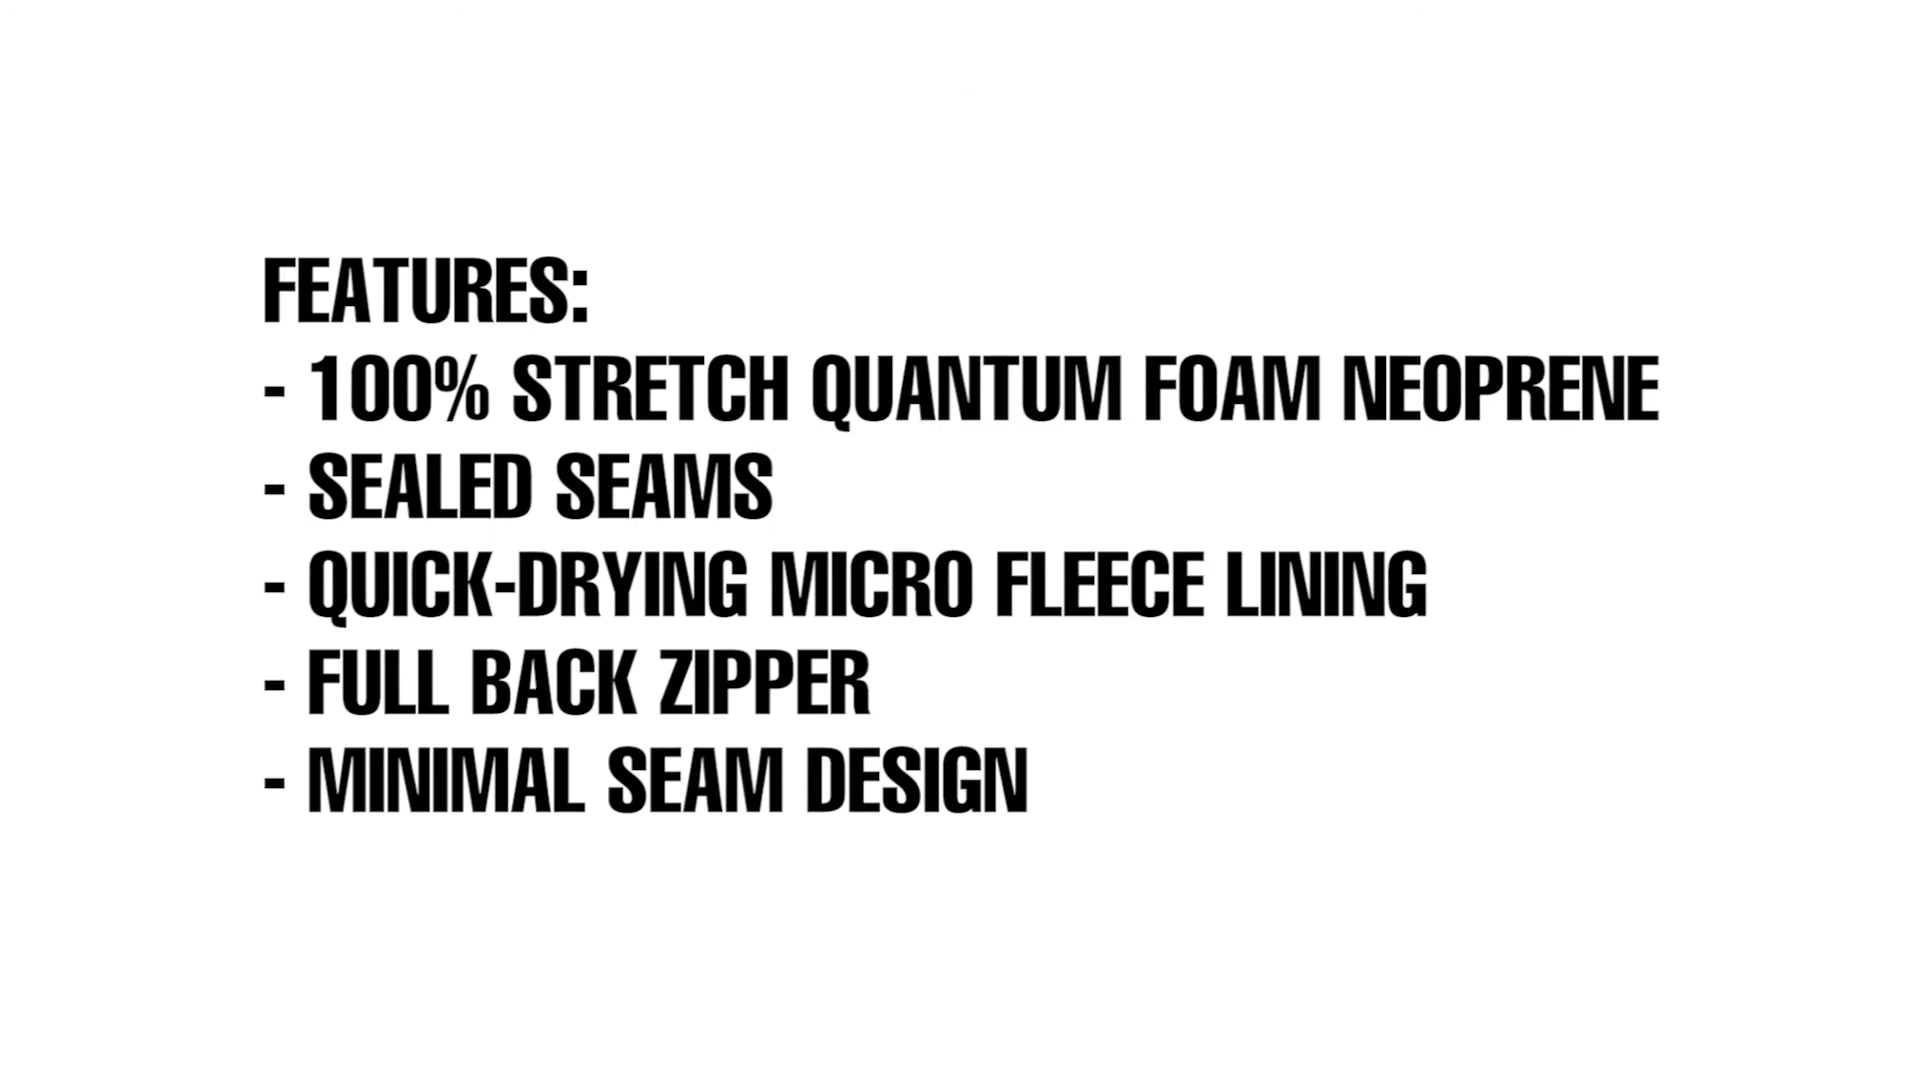 FEATURES:
- 100% STRETCH QUANTUM FOAM NEOPRENE
- SEALED SEAMS
- QUICK-DRYING MICRO FLEECE LINING
- FULL BACK ZIPPER
- MINIMAL SEAM DESIGN